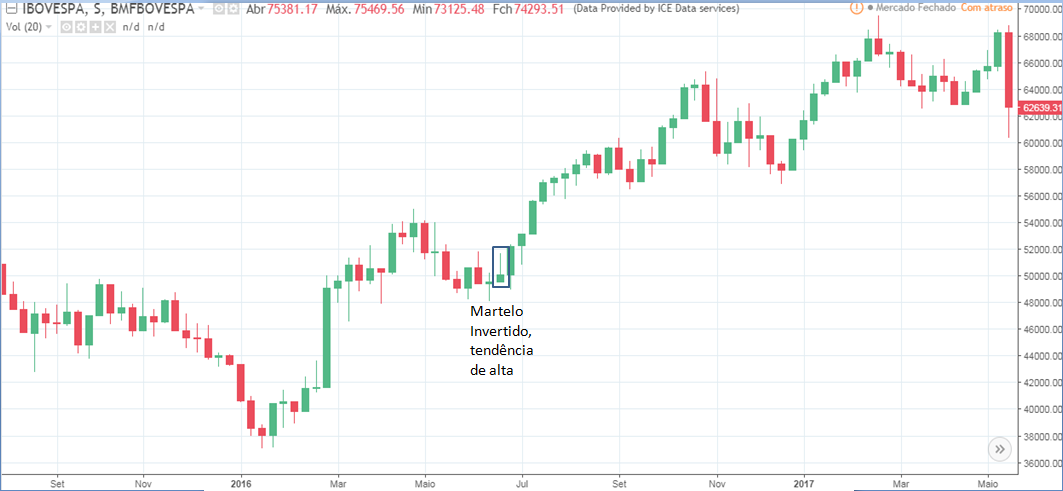 IBOVESPA, S, BMFBOVESPA Abr 75381.17 Máx. 75469.56 Mín 73125.48 Fch 74293.51 (Data Provided by ICE Data services) Mercado Fechado Com atraso
Vol (20) n/d n/d
70000.00
68000.00
66000.00
64000.00
62639.31
62000.00
60000.00
58000.00
56000.00
54000.00
52000.00
50000.00
48000.00
46000.00
44000.00
42000.00
40000.00
38000.00
36000.00
Martelo
Invertido,
tendência
de alta
Set Nov 2016 Mar Maio Jul Set Nov 2017 Mar Maio